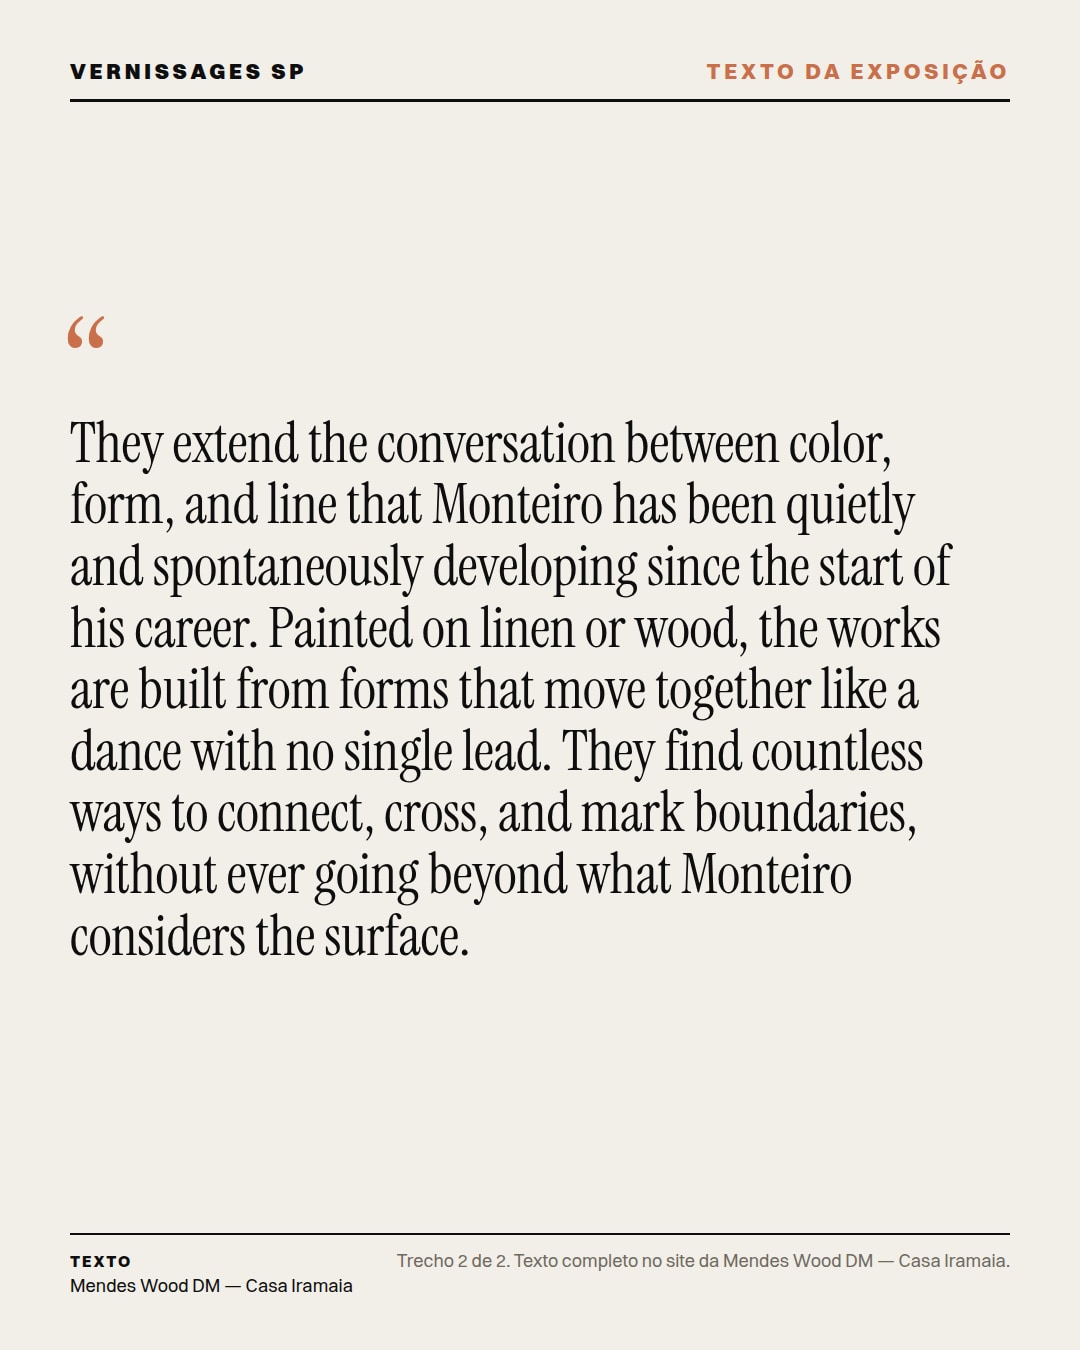 VERNISSAGES SP
TEXTO DA EXPOSIÇÃO
“
They extend the conversation between color,
form, and line that Monteiro has been quietly
and spontaneously developing since the start of
his career. Painted on linen or wood, the works
are built from forms that move together like a
dance with no single lead. They find countless
ways to connect, cross, and mark boundaries,
without ever going beyond what Monteiro
considers the surface.
TEXTO
Mendes Wood DM — Casa Iramaia
Trecho 2 de 2. Texto completo no site da Mendes Wood DM — Casa Iramaia.